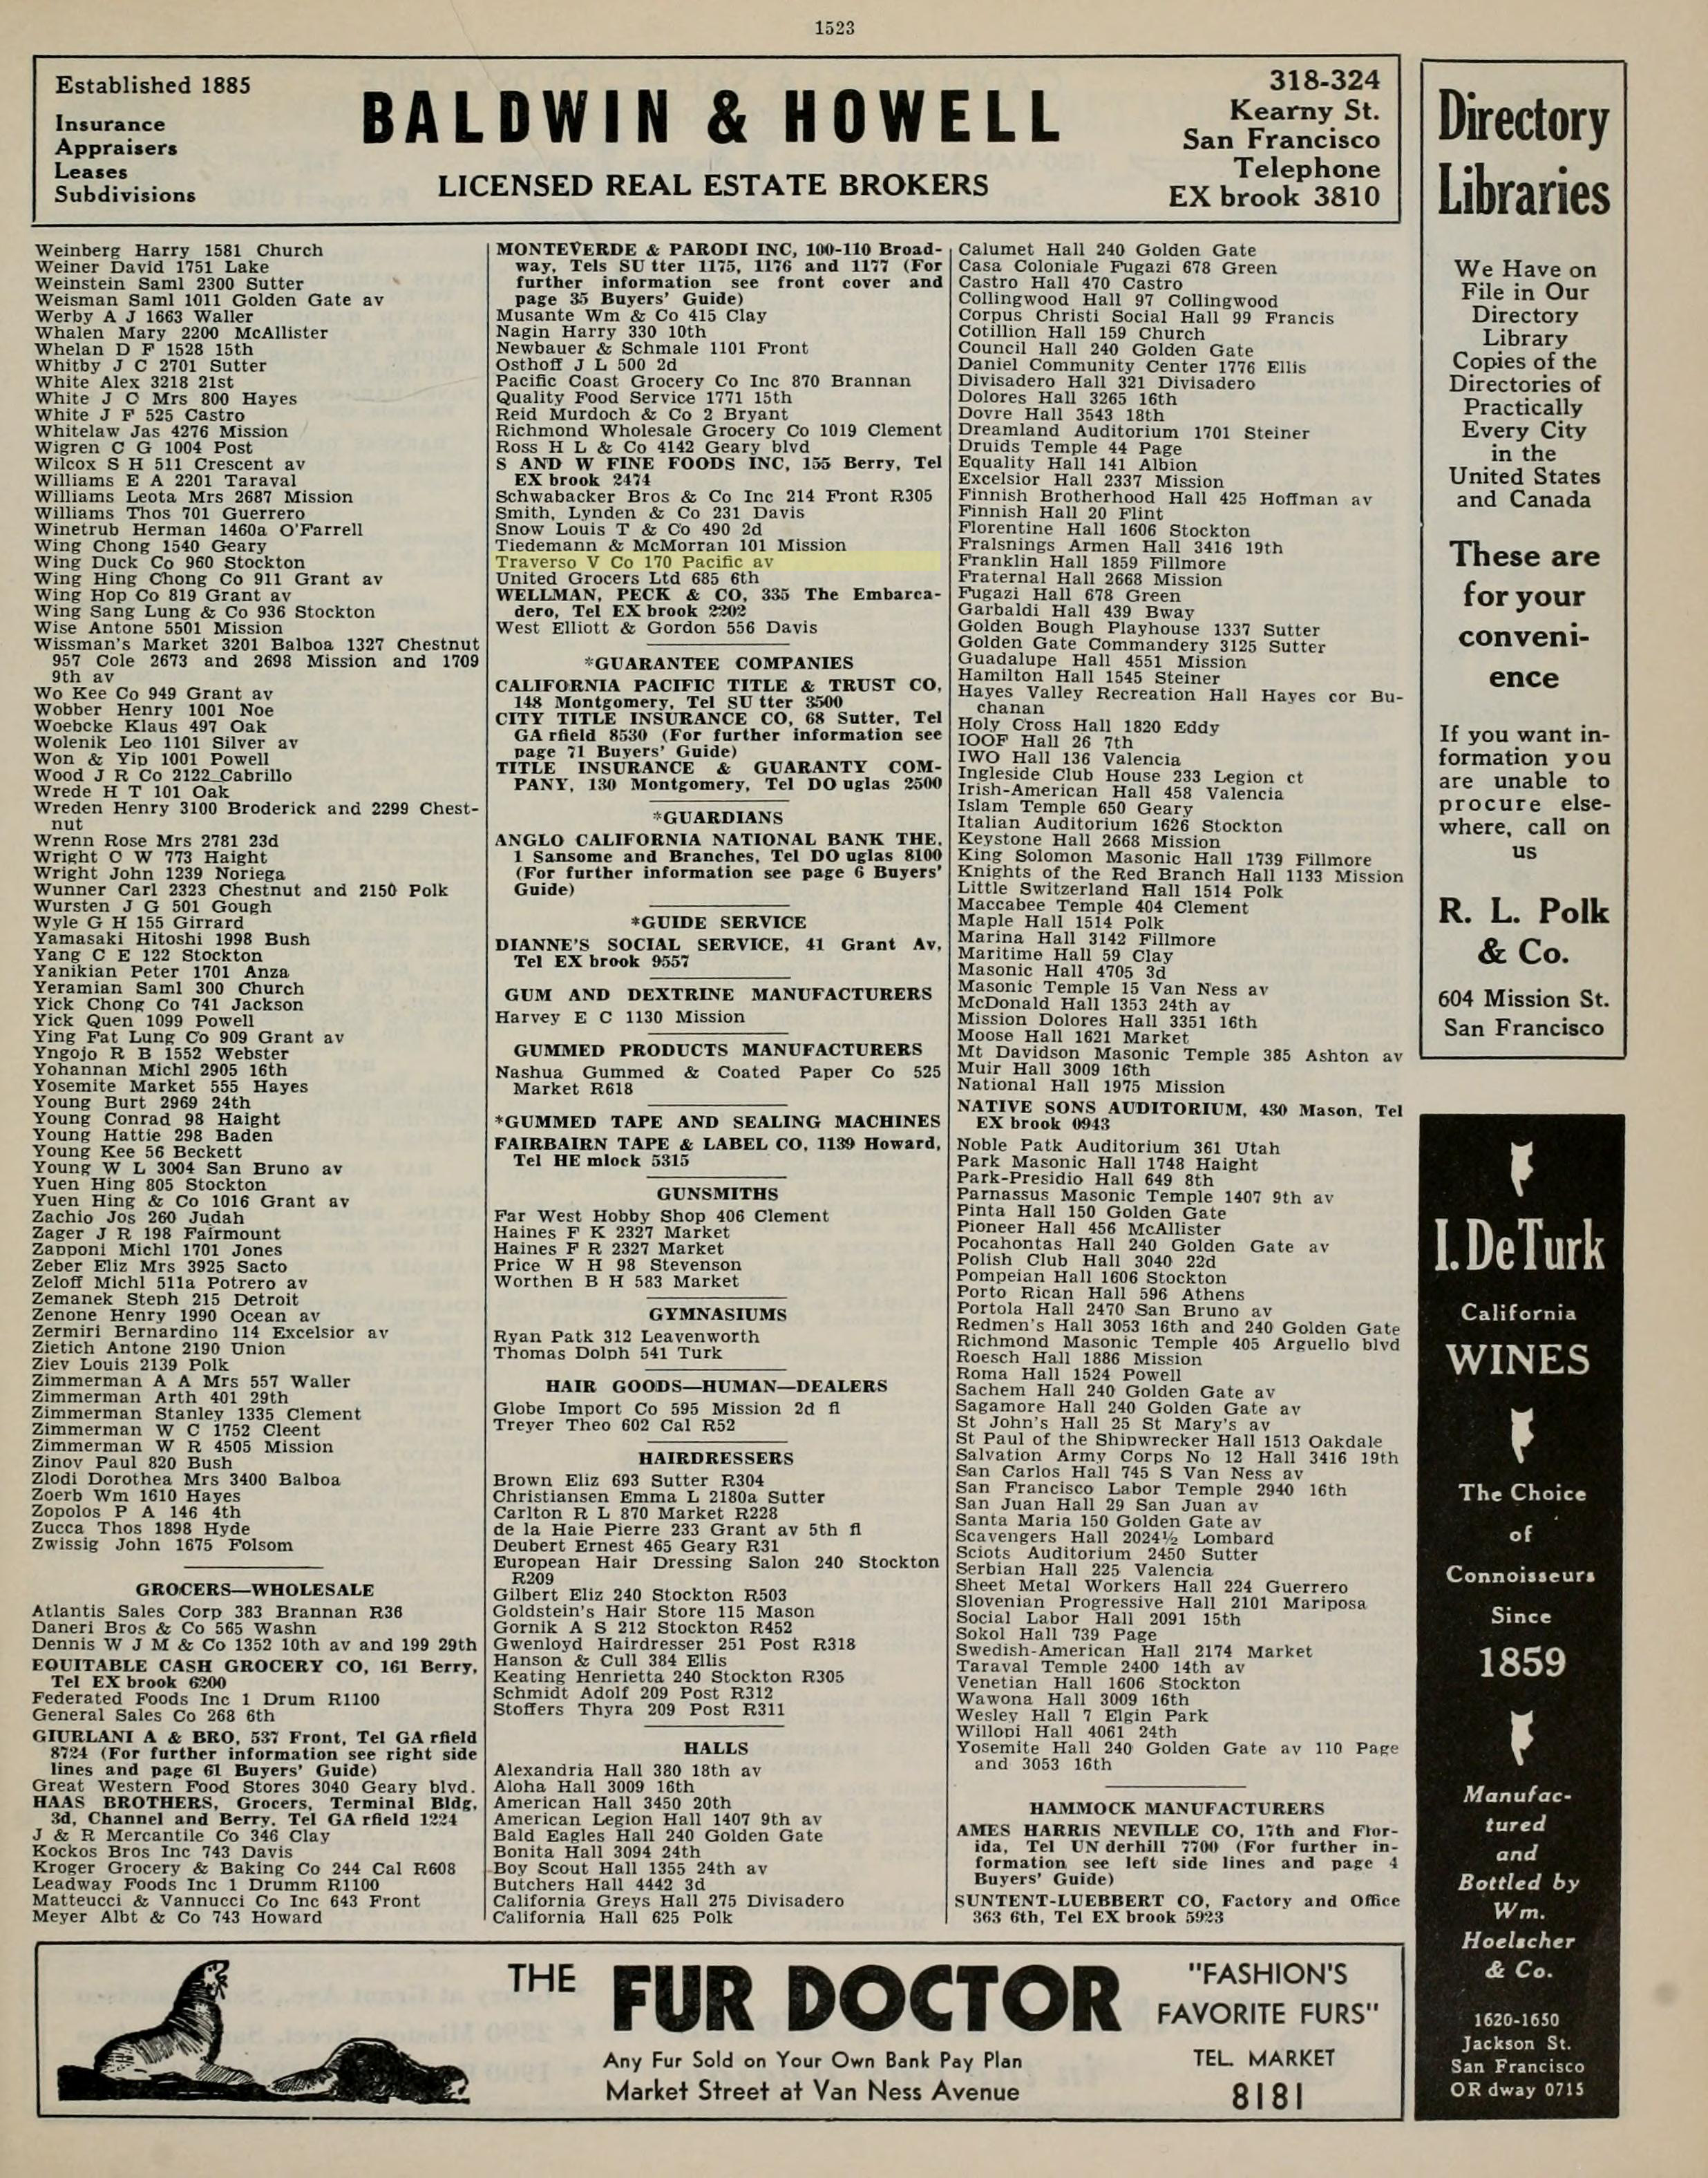 1523
Established 1885
Insurance
Appraisers
Leases
Subdivisions
BALDWIN & HOWELL
LICENSED REAL ESTATE BROKERS
318-324
Kearny St.
San Francisco
Telephone
EX brook 3810
Weinberg Harry 1581 Church
Weiner David 1751 Lake
Weinstein Saml 2300 Sutter
Weisman Saml 1011 Golden Gate av
Werby A J 1663 Waller
Whalen Mary 2200 McAllister
Whelan D F 1528 15th
Whitby J C 2701 Sutter
White Alex 3218 21st
White J C Mrs 800 Hayes
White J F 525 Castro
Whitelaw Jas 4276 Mission
Wigren C G 1004 Post
Wilcox S H 511 Crescent av
Williams E A 2201 Taraval
Williams Leota Mrs 2687 Mission
Williams Thos 701 Guerrero
Winetrub Herman 1460a O'Farrell
Wing Chong 1540 Geary
Wing Duck Co 960 Stockton
Wing Hing Chong Co 911 Grant av
Wing Hop Co 819 Grant av
Wing Sang Lung & Co 936 Stockton
Wise Antone 5501 Mission
Wissman's Market 3201 Balboa 1327 Chestnut
957 Cole 2673 and 2698 Mission and 1709
9th av
Wo Kee Co 949 Grant av
Wobber Henry 1001 Noe
Woebcke Klaus 497 Oak
Wolenik Leo 1101 Silver av
Won & Yip 1001 Powell
Wood J R Co 2122 Cabrillo
Wrede H T 101 Oak
Wreden Henry 3100 Broderick and 2299 Chest-
nut
Wrenn Rose Mrs 2781 23d
Wright C W 773 Haight
Wright John 1239 Noriega
Wunner Carl 2323 Chestnut and 2150 Polk
Wursten J G 501 Gough
Wyle G H 155 Girrard
Yamasaki Hitoshi 1998 Bush
Yang C E 122 Stockton
Yanikian Peter 1701 Anza
Yeramian Saml 300 Church
Yick Chong Co 741 Jackson
Yick Quen 1099 Powell
Ying Fat Lung Co 909 Grant av
Yngojo R B 1552 Webster
Yohannan Michl 2905 16th
Yosemite Market 555 Hayes
Young Burt 2969 24th
Young Conrad 98 Haight
Young Hattie 298 Baden
Young Kee 56 Beckett
Young W L 3004 San Bruno av
Yuen Hing 805 Stockton
Yuen Hing & Co 1016 Grant av
Zachio Jos 260 Judah
Zager J R 198 Fairmount
Zapponi Michl 1701 Jones
Zeber Eliz Mrs 3925 Sacto
Zeloff Michl 511a Potrero av
Zemanek Steph 215 Detroit
Zenone Henry 1990 Ocean av
Zermiri Bernardino 114 Excelsior av
Zietich Antone 2190 Union
Ziev Louis 2139 Polk
Zimmerman A A Mrs 557 Waller
Zimmerman Arth 401 29th
Zimmerman Stanley 1335 Clement
Zimmerman W C 1752 Cleent
Zimmerman W R 4505 Mission
Zinov Paul 820 Bush
Zlodi Dorothea Mrs 3400 Balboa
Zoerb Wm 1610 Hayes
Zopolos P A 146 4th
Zucca Thos 1898 Hyde
Zwissig John 1675 Folsom
GROCERS—WHOLESALE
Atlantis Sales Corp 383 Brannan R36
Daneri Bros & Co 565 Washn
Dennis W J M & Co 1352 10th av and 199 29th
EQUITABLE CASH GROCERY CO, 161 Berry,
Tel EX brook 6200
Federated Foods Inc 1 Drum R1100
General Sales Co 268 6th
GIURLANI A & BRO, 537 Front, Tel GA rfield
8724 (For further information see right side
lines and page 61 Buyers' Guide)
Great Western Food Stores 3040 Geary blvd.
HAAS BROTHERS, Grocers, Terminal Bldg,
3d, Channel and Berry, Tel GA rfield 1224
J & R Mercantile Co 346 Clay
Kockos Bros Inc 743 Davis
Kroger Grocery & Baking Co 244 Cal R608
Leadway Foods Inc 1 Drumm R1100
Matteucci & Vannucci Co Inc 643 Front
Meyer Albt & Co 743 Howard
MONTEVERDE & PARODI INC, 100-110 Broad-
way, Tels SU tter 1175, 1176 and 1177 (For
further information see front cover and
page 35 Buyers' Guide)
Musante Wm & Co 415 Clay
Nagin Harry 330 10th
Newbauer & Schmale 1101 Front
Osthoff J L 500 2d
Pacific Coast Grocery Co Inc 870 Brannan
Quality Food Service 1771 15th
Reid Murdoch & Co 2 Bryant
Richmond Wholesale Grocery Co 1019 Clement
Ross H L & Co 4142 Geary blvd
S AND W FINE FOODS INC, 155 Berry, Tel
EX brook 2474
Schwabacker Bros & Co Inc 214 Front R305
Smith, Lynden & Co 231 Davis
Snow Louis T & Co 490 2d
Tiedemann & McMorran 101 Mission
Traverso V Co 170 Pacific av
United Grocers Ltd 685 6th
WELLMAN, PECK & CO, 335 The Embarca-
dero, Tel EX brook 2202
West Elliott & Gordon 556 Davis
*GUARANTEE COMPANIES
CALIFORNIA PACIFIC TITLE & TRUST CO,
148 Montgomery, Tel SU tter 3500
CITY TITLE INSURANCE CO, 68 Sutter, Tel
GA rfield 8530 (For further information see
page 71 Buyers' Guide)
TITLE INSURANCE & GUARANTY COM-
PANY, 130 Montgomery, Tel DO uglas 2500
*GUARDIANS
ANGLO CALIFORNIA NATIONAL BANK THE,
1 Sansome and Branches, Tel DO uglas 8100
(For further information see page 6 Buyers'
Guide)
*GUIDE SERVICE
DIANNE'S SOCIAL SERVICE, 41 Grant Av,
Tel EX brook 9557
GUM AND DEXTRINE MANUFACTURERS
Harvey E C 1130 Mission
GUMMED PRODUCTS MANUFACTURERS
Nashua Gummed & Coated Paper Co 525
Market R618
*GUMMED TAPE AND SEALING MACHINES
FAIRBAIRN TAPE & LABEL CO, 1139 Howard,
Tel HE mlock 5315
GUNSMITHS
Far West Hobby Shop 406 Clement
Haines F K 2327 Market
Haines F R 2327 Market
Price W H 98 Stevenson
Worthen B H 583 Market
GYMNASIUMS
Ryan Patk 312 Leavenworth
Thomas Dolph 541 Turk
HAIR GOODS—HUMAN—DEALERS
Globe Import Co 595 Mission 2d fl
Treyer Theo 602 Cal R52
HAIRDRESSERS
Brown Eliz 693 Sutter R304
Christiansen Emma L 2180a Sutter
Carlton R L 870 Market R228
de la Haie Pierre 233 Grant av 5th fl
Deubert Ernest 465 Geary R31
European Hair Dressing Salon 240 Stockton
R209
Gilbert Eliz 240 Stockton R503
Goldstein's Hair Store 115 Mason
Gornik A S 212 Stockton R452
Gwenloyd Hairdresser 251 Post R318
Hanson & Cull 384 Ellis
Keating Henrietta 240 Stockton R305
Schmidt Adolf 209 Post R312
Stoffers Thyra 209 Post R311
HALLS
Alexandria Hall 380 18th av
Aloha Hall 3009 16th
American Hall 3450 20th
American Legion Hall 1407 9th av
Bald Eagles Hall 240 Golden Gate
Bonita Hall 3094 24th
Boy Scout Hall 1355 24th av
Butchers Hall 4442 3d
California Greys Hall 275 Divisadero
California Hall 625 Polk
Calumet Hall 240 Golden Gate
Casa Coloniale Fugazi 678 Green
Castro Hall 470 Castro
Collingwood Hall 97 Collingwood
Corpus Christi Social Hall 99 Francis
Cotillion Hall 159 Church
Council Hall 240 Golden Gate
Daniel Community Center 1776 Ellis
Divisadero Hall 321 Divisadero
Dolores Hall 3265 16th
Dovre Hall 3543 18th
Dreamland Auditorium 1701 Steiner
Druids Temple 44 Page
Equality Hall 141 Albion
Excelsior Hall 2337 Mission
Finnish Brotherhood Hall 425 Hoffman av
Finnish Hall 20 Flint
Florentine Hall 1606 Stockton
Fralsnings Armen Hall 3416 19th
Franklin Hall 1859 Fillmore
Fraternal Hall 2668 Mission
Fugazi Hall 678 Green
Garbaldi Hall 439 Bway
Golden Bough Playhouse 1337 Sutter
Golden Gate Commandery 3125 Sutter
Guadalupe Hall 4551 Mission
Hamilton Hall 1545 Steiner
Hayes Valley Recreation Hall Hayes cor Bu-
chanan
Holy Cross Hall 1820 Eddy
IOOF Hall 26 7th
IWO Hall 136 Valencia
Ingleside Club House 233 Legion ct
Irish-American Hall 458 Valencia
Islam Temple 650 Geary
Italian Auditorium 1626 Stockton
Keystone Hall 2668 Mission
King Solomon Masonic Hall 1739 Fillmore
Knights of the Red Branch Hall 1133 Mission
Little Switzerland Hall 1514 Polk
Maccabee Temple 404 Clement
Maple Hall 1514 Polk
Marina Hall 3142 Fillmore
Maritime Hall 59 Clay
Masonic Hall 4705 3d
Masonic Temple 15 Van Ness av
McDonald Hall 1353 24th av
Mission Dolores Hall 3351 16th
Moose Hall 1621 Market
Mt Davidson Masonic Temple 385 Ashton av
Muir Hall 3009 16th
National Hall 1975 Mission
NATIVE SONS AUDITORIUM, 430 Mason, Tel
EX brook 0943
Noble Patk Auditorium 361 Utah
Park Masonic Hall 1748 Haight
Park-Presidio Hall 649 8th
Parnassus Masonic Temple 1407 9th av
Pinta Hall 150 Golden Gate
Pioneer Hall 456 McAllister
Pocahontas Hall 240 Golden Gate av
Polish Club Hall 3040 22d
Pompeian Hall 1606 Stockton
Porto Rican Hall 596 Athens
Portola Hall 2470 San Bruno av
Redmen's Hall 3053 16th and 240 Golden Gate
Richmond Masonic Temple 405 Arguello blvd
Roesch Hall 1886 Mission
Roma Hall 1524 Powell
Sachem Hall 240 Golden Gate av
Sagamore Hall 240 Golden Gate av
St John's Hall 25 St Mary's av
St Paul of the Shipwrecker Hall 1513 Oakdale
Salvation Army Corps No 12 Hall 3416 19th
San Carlos Hall 745 S Van Ness av
San Francisco Labor Temple 2940 16th
San Juan Hall 29 San Juan av
Santa Maria 150 Golden Gate av
Scavengers Hall 2024½ Lombard
Sciots Auditorium 2450 Sutter
Serbian Hall 225 Valencia
Sheet Metal Workers Hall 224 Guerrero
Slovenian Progressive Hall 2101 Mariposa
Social Labor Hall 2091 15th
Sokol Hall 739 Page
Swedish-American Hall 2174 Market
Taraval Temple 2400 14th av
Venetian Hall 1606 Stockton
Wawona Hall 3009 16th
Wesley Hall 7 Elgin Park
Willopi Hall 4061 24th
Yosemite Hall 240 Golden Gate av 110 Page
and 3053 16th
HAMMOCK MANUFACTURERS
AMES HARRIS NEVILLE CO, 17th and Flor-
ida, Tel UN derhill 7700 (For further in-
formation see left side lines and page 4
Buyers' Guide)
SUNTENT-LUEBBERT CO, Factory and Office
363 6th, Tel EX brook 5923
Directory
Libraries
We Have on
File in Our
Directory
Library
Copies of the
Directories of
Practically
Every City
in the
United States
and Canada
These are
for your
conveni-
ence
If you want in-
formation you
are unable to
procure else-
where, call on
us
R. L. Polk
& Co.
604 Mission St.
San Francisco
I. De Turk
California
WINES
The Choice
of
Connoisseurs
Since
1859
Manufac-
tured
and
Bottled by
Wm.
Hoelscher
& Co.
1620-1650
Jackson St.
San Francisco
OR dway 0715
THE FUR DOCTOR
Any Fur Sold on Your Own Bank Pay Plan
Market Street at Van Ness Avenue
"FASHION'S
FAVORITE FURS"
TEL. MARKET
8181